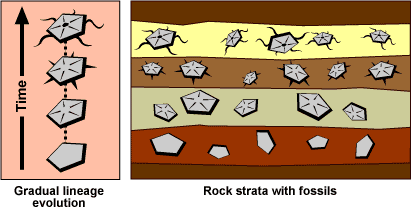 Time
Gradual lineage
evolution
Rock strata with fossils